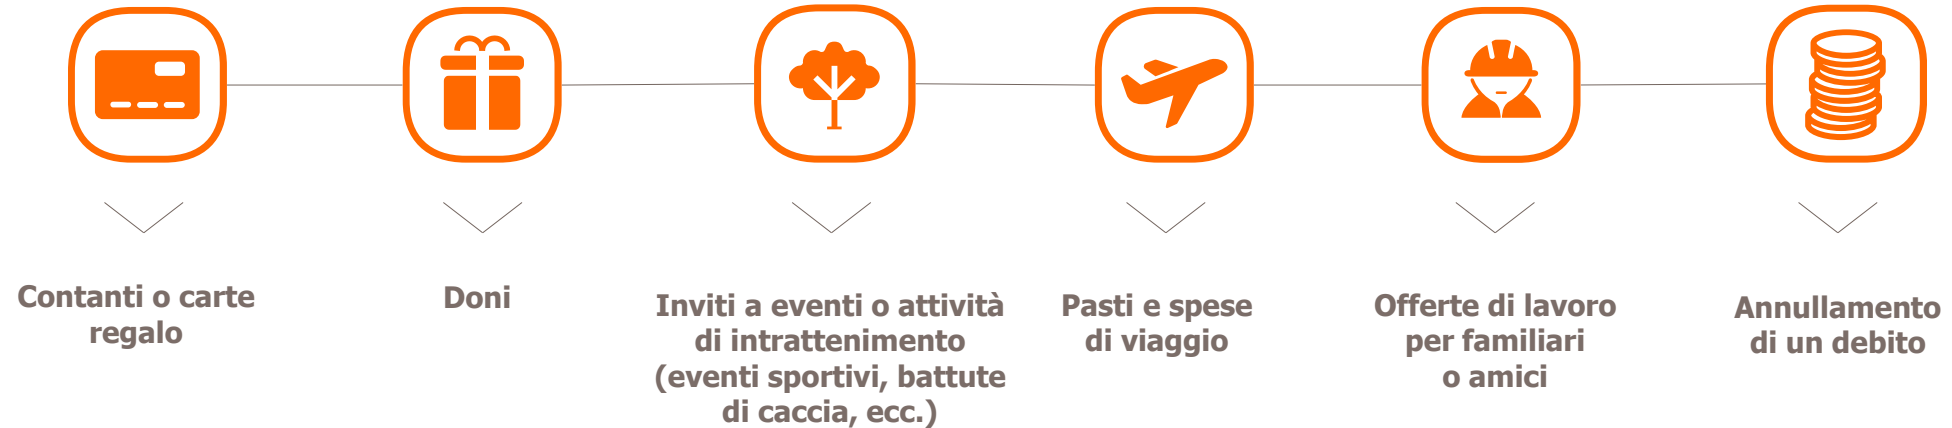 Contanti o carte
regalo
Doni
Inviti a eventi o attività
di intrattenimento
(eventi sportivi, battute
di caccia, ecc.)
Pasti e spese
di viaggio
Offerte di lavoro
per familiari
o amici
Annullamento
di un debito